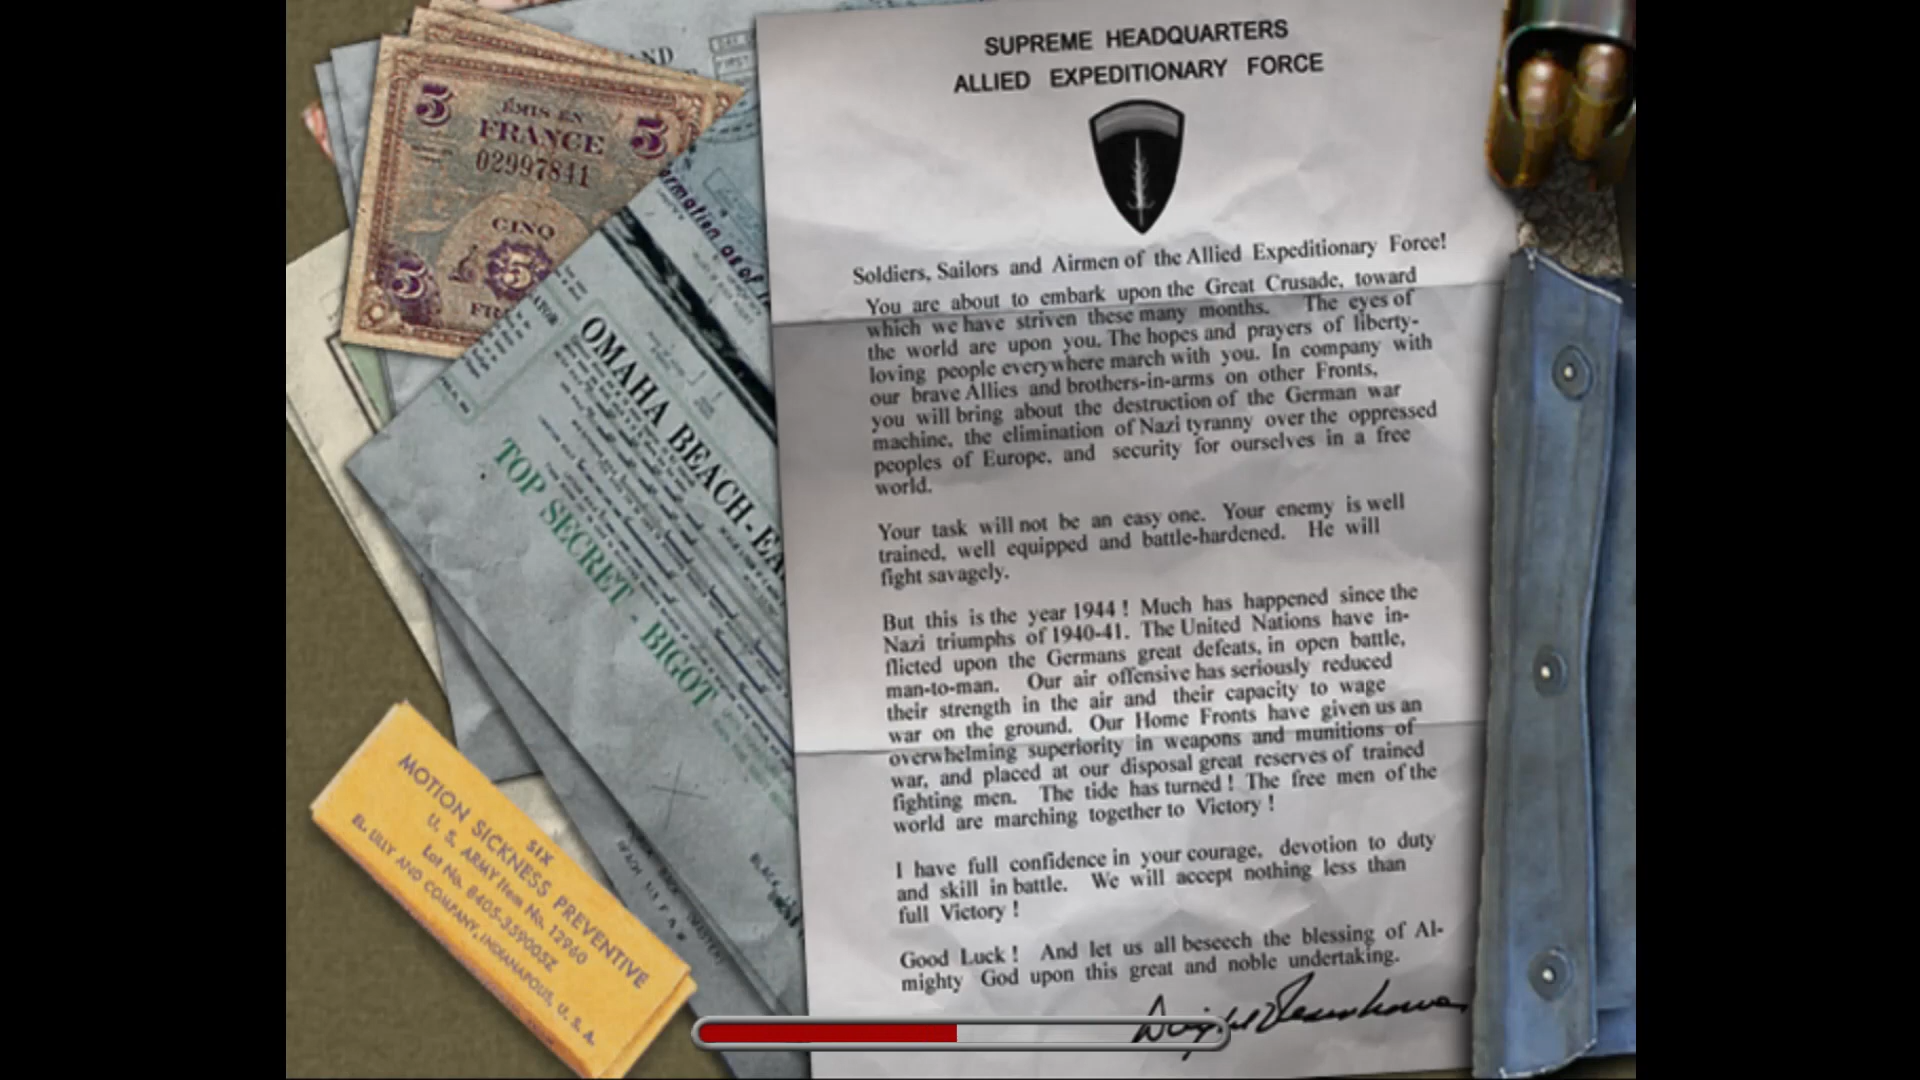 SUPREME HEADQUARTERS
ALLIED EXPEDITIONARY FORCE
Soldiers, Sailors and Airmen of the Allied Expeditionary Force!
You are about to embark upon the Great Crusade, toward
which we have striven these many months. The eyes of
the world are upon you. The hopes and prayers of liberty-
loving people everywhere march with you. In company with
our brave Allies and brothers-in-arms on other Fronts,
you will bring about the destruction of the German war
machine, the elimination of Nazi tyranny over the oppressed
peoples of Europe, and security for ourselves in a free
world.
Your task will not be an easy one. Your enemy is well
trained, well equipped and battle-hardened. He will
fight savagely.
But this is the year 1944 ! Much has happened since the
Nazi triumphs of 1940-41. The United Nations have in-
flicted upon the Germans great defeats, in open battle,
man-to-man. Our air offensive has seriously reduced
their strength in the air and their capacity to wage
war on the ground. Our Home Fronts have given us an
overwhelming superiority in weapons and munitions of
war, and placed at our disposal great reserves of trained
fighting men. The tide has turned ! The free men of the
world are marching together to Victory !
I have full confidence in your courage, devotion to duty
and skill in battle. We will accept nothing less than
full Victory !
Good Luck ! And let us all beseech the blessing of Al-
mighty God upon this great and noble undertaking.
Dwight D Eisenhower
5
ÉMIS EN
FRANCE
5
02997841
CINQ
5
5
FR
OMAHA BEACH-EA
TOP SECRET - BIGOT
SIX
MOTION SICKNESS PREVENTIVE
U. S. ARMY Item No. 12960
Lot No. 8405-359005Z
EL LILLY AND COMPANY, INDIANAPOLIS, U. S. A.